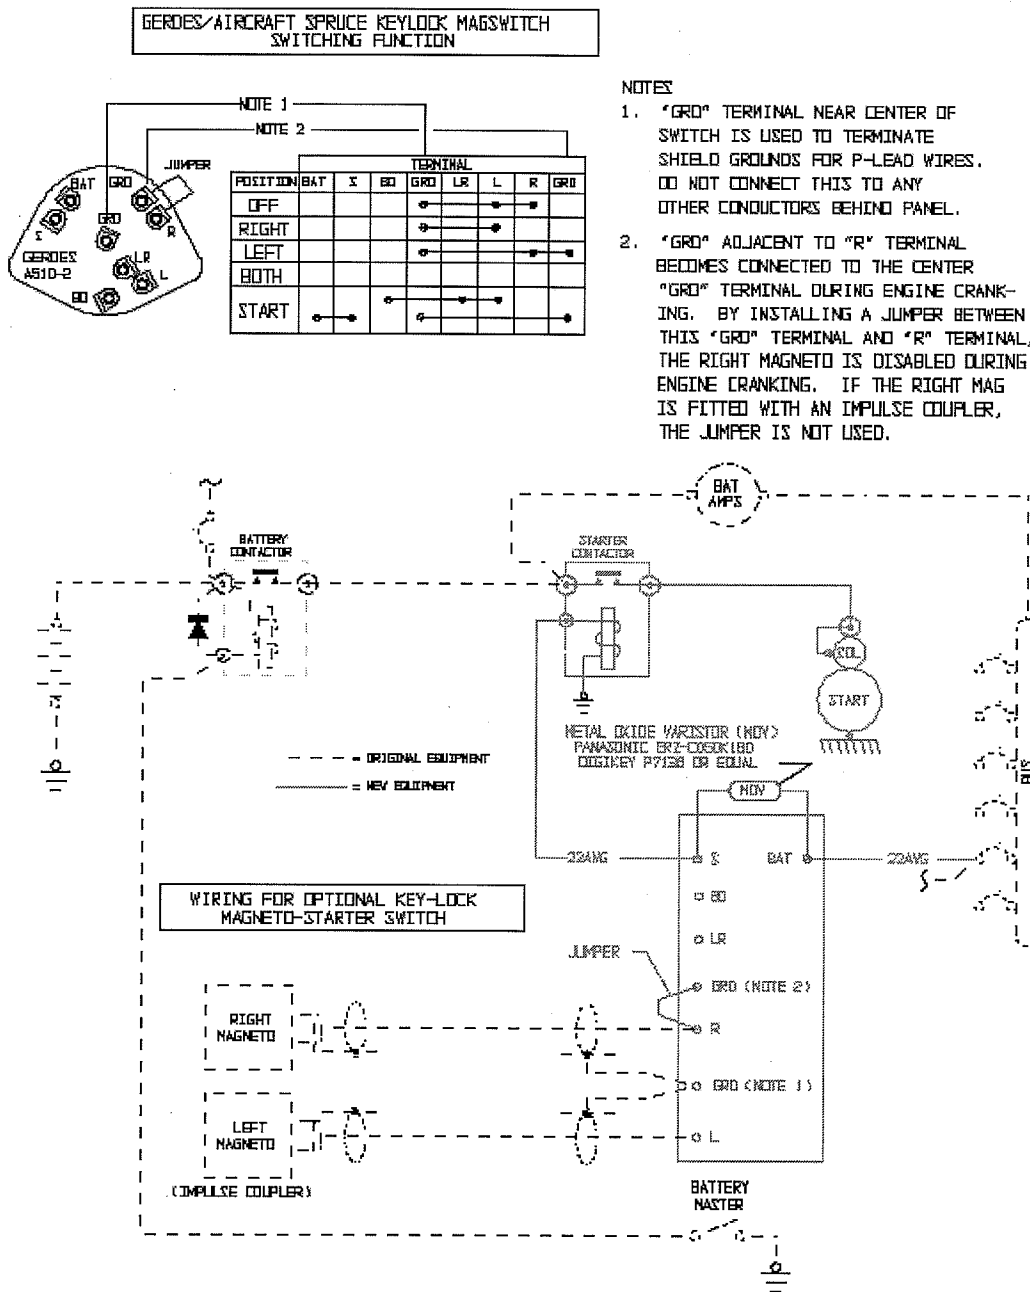 GERDES/AIRCRAFT SPRUCE KEYLOCK MAGSWITCH
SWITCHING FUNCTION
NOTE 1
NOTE 2
JUMPER
BAT
GRD
S
GRD
R
GERDES
A510-2
LR
L
BO
TERMINAL
POSITION BAT S BO GRD LR L R GRD
OFF
RIGHT
LEFT
BOTH
START
NOTES
1. "GRD" TERMINAL NEAR CENTER OF
SWITCH IS USED TO TERMINATE
SHIELD GROUNDS FOR P-LEAD WIRES.
DO NOT CONNECT THIS TO ANY
OTHER CONDUCTORS BEHIND PANEL.
2. "GRD" ADJACENT TO "R" TERMINAL
BECOMES CONNECTED TO THE CENTER
"GRD" TERMINAL DURING ENGINE CRANK-
ING. BY INSTALLING A JUMPER BETWEEN
THIS "GRD" TERMINAL AND "R" TERMINAL,
THE RIGHT MAGNETO IS DISABLED DURING
ENGINE CRANKING. IF THE RIGHT MAG
IS FITTED WITH AN IMPULSE COUPLER,
THE JUMPER IS NOT USED.
BAT
AMPS
BATTERY
CONTACTOR
STARTER
CONTACTOR
SOL
START
METAL OXIDE VARISTOR (MOV)
PANASONIC ERZ-C05DK180
DIGIKEY P7138 OR EQUAL
= ORIGINAL EQUIPMENT
= NEW EQUIPMENT
MOV
BUS
22AWG
S
BAT
22AWG
WIRING FOR OPTIONAL KEY-LOCK
MAGNETO-STARTER SWITCH
BO
LR
JUMPER
GRD (NOTE 2)
RIGHT
MAGNETO
R
GRD (NOTE 1)
LEFT
MAGNETO
L
(IMPULSE COUPLER)
BATTERY
MASTER